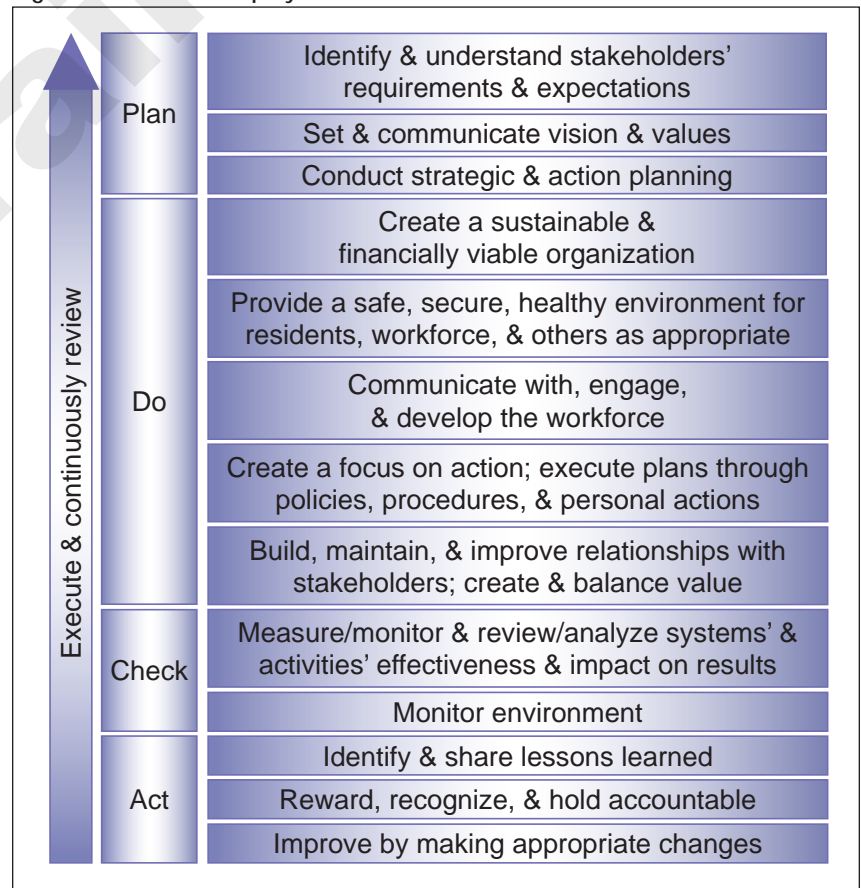 Execute & continuously review
Plan
Identify & understand stakeholders'
requirements & expectations
Set & communicate vision & values
Conduct strategic & action planning
Do
Create a sustainable &
financially viable organization
Provide a safe, secure, healthy environment for
residents, workforce, & others as appropriate
Communicate with, engage,
& develop the workforce
Create a focus on action; execute plans through
policies, procedures, & personal actions
Build, maintain, & improve relationships with
stakeholders; create & balance value
Check
Measure/monitor & review/analyze systems' &
activities' effectiveness & impact on results
Monitor environment
Act
Identify & share lessons learned
Reward, recognize, & hold accountable
Improve by making appropriate changes